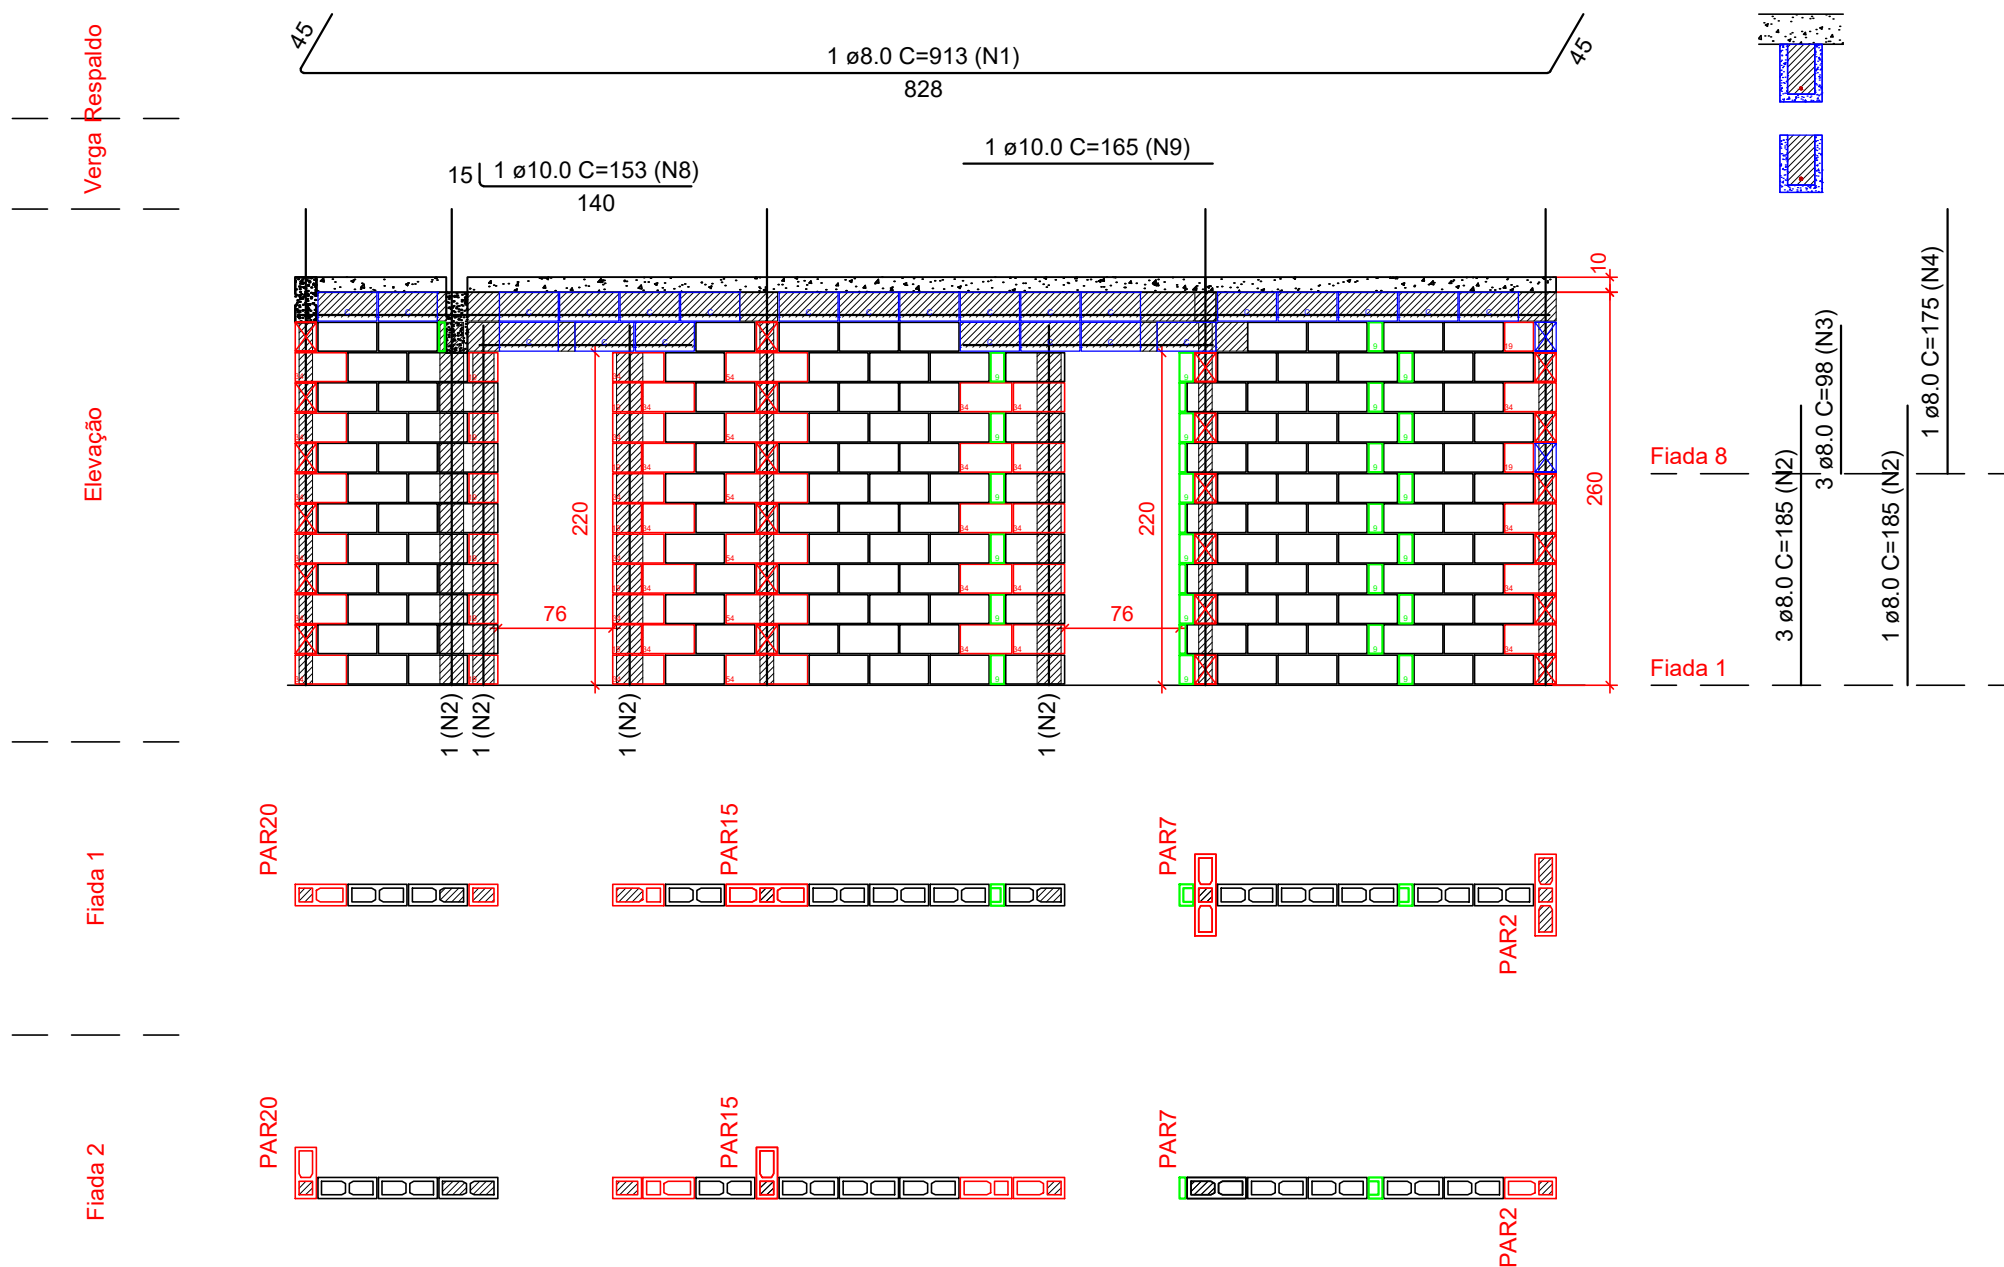 Respaldo
45
1 ø8.0 C=913 (N1)
828
45
Verga
15
1 ø10.0 C=153 (N8)
140
1 ø10.0 C=165 (N9)
Elevação
10
260
220
220
76
76
1 (N2)
1 (N2)
1 (N2)
1 (N2)
Fiada 8
Fiada 1
3 ø8.0 C=185 (N2)
3 ø8.0 C=98 (N3)
1 ø8.0 C=185 (N2)
1 ø8.0 C=175 (N4)
Fiada 1
PAR20
PAR15
PAR7
PAR2
Fiada 2
PAR20
PAR15
PAR7
PAR2